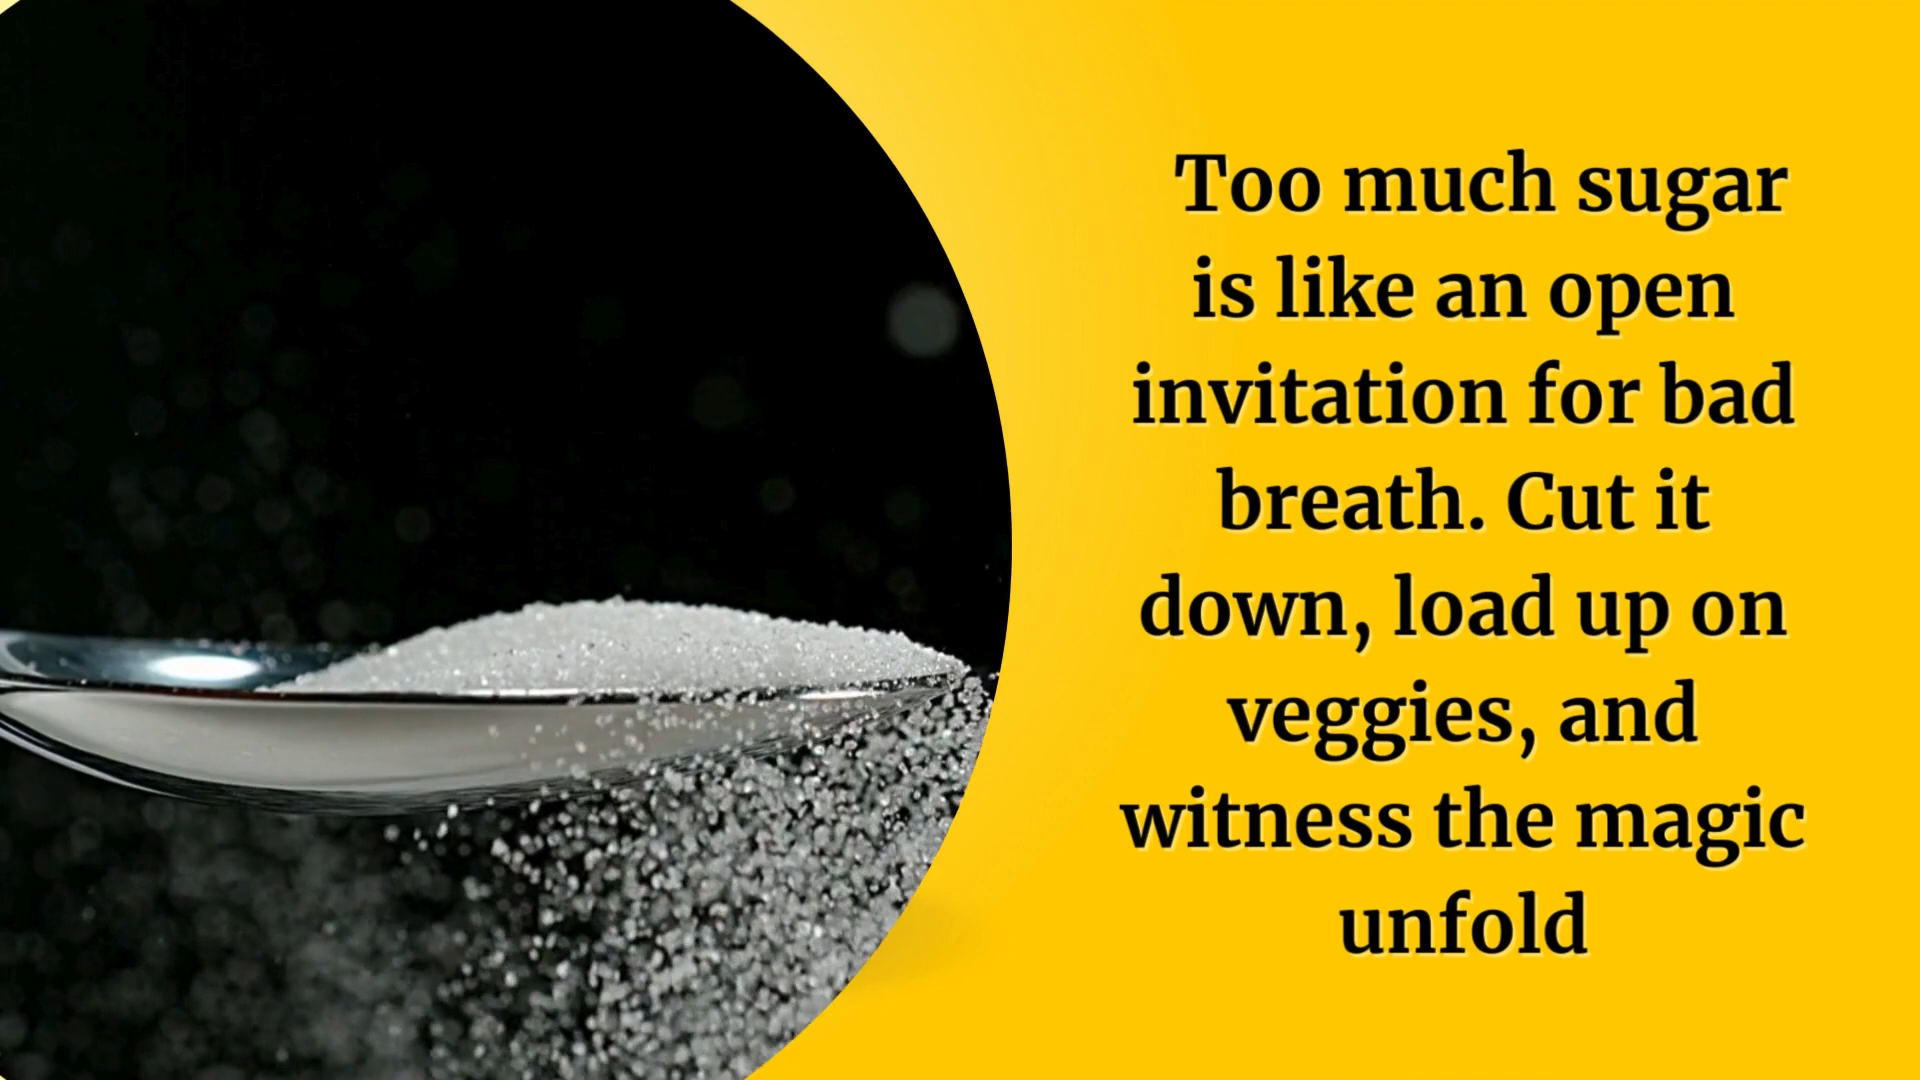 Too much sugar
is like an open
invitation for bad
breath. Cut it
down, load up on
veggies, and
witness the magic
unfold